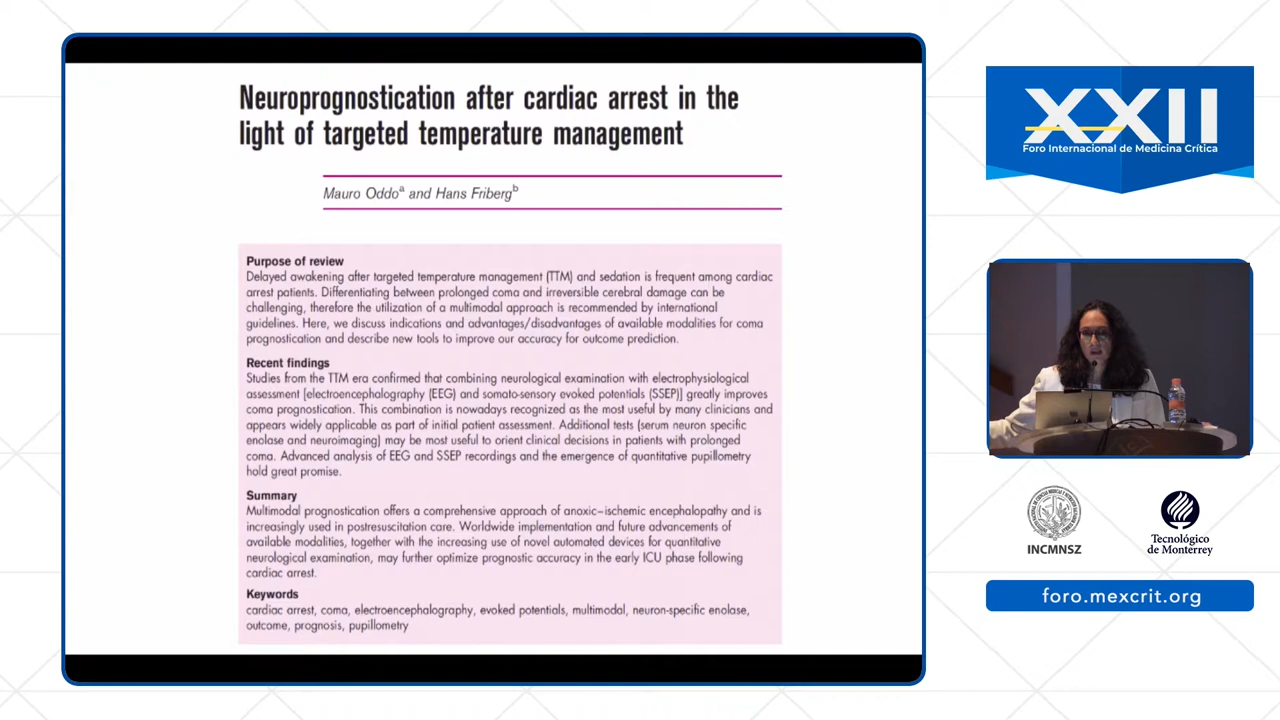 Neuroprognostication after cardiac arrest in the
light of targeted temperature management
Mauro Oddoa and Hans Fribergb
Purpose of review
Delayed awakening after targeted temperature management (TTM) and sedation is frequent among cardiac
arrest patients. Differentiating between prolonged coma and irreversible cerebral damage can be
challenging, therefore the utilization of a multimodal approach is recommended by international
guidelines. Here, we discuss indications and advantages/disadvantages of available modalities for coma
prognostication and describe new tools to improve our accuracy for outcome prediction.
Recent findings
Studies from the TTM era confirmed that combining neurological examination with electrophysiological
assessment [electroencephalography (EEG) and somato-sensory evoked potentials (SSEP)] greatly improves
coma prognostication. This combination is nowadays recognized as the most useful by many clinicians and
appears widely applicable as part of initial patient assessment. Additional tests (serum neuron specific
enolase and neuroimaging) may be most useful to orient clinical decisions in patients with prolonged
coma. Advanced analysis of EEG and SSEP recordings and the emergence of quantitative pupillometry
hold great promise.
Summary
Multimodal prognostication offers a comprehensive approach of anoxic–ischemic encephalopathy and is
increasingly used in postresuscitation care. Worldwide implementation and future advancements of
available modalities, together with the increasing use of novel automated devices for quantitative
neurological examination, may further optimize prognostic accuracy in the early ICU phase following
cardiac arrest.
Keywords
cardiac arrest, coma, electroencephalography, evoked potentials, multimodal, neuron-specific enolase,
outcome, prognosis, pupillometry
XXII
Foro Internacional de Medicina Crítica
INCMNSZ
Tecnológico
de Monterrey
foro.mexcrit.org